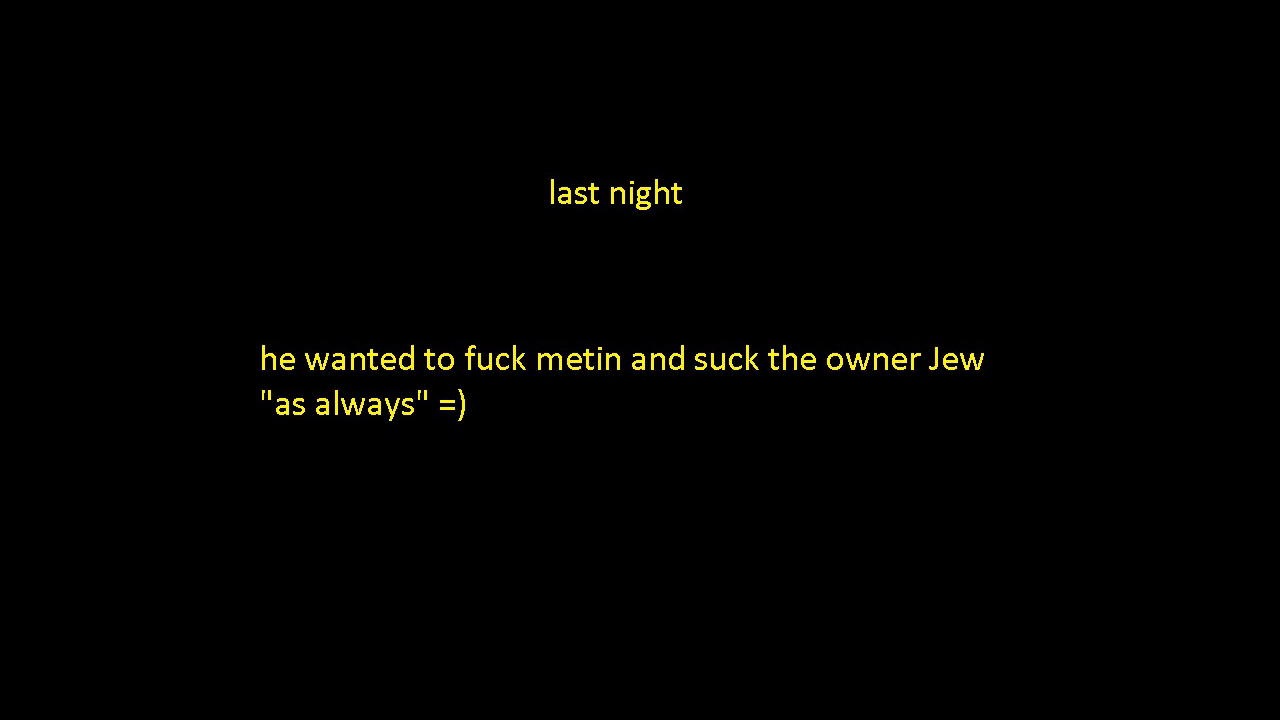 last night
he wanted to fuck metin and suck the owner Jew
"as always" =)